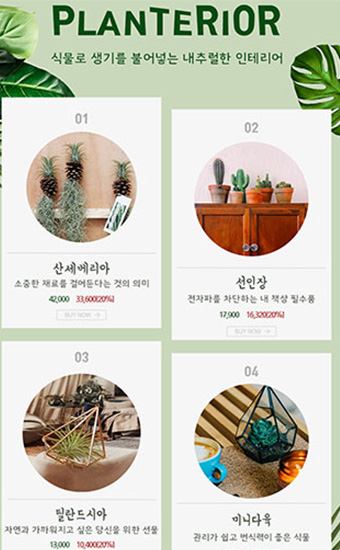 PLANTERIOR
식물로 생기를 불어넣는 내추럴한 인테리어
01
산세베리아
소중한 재료를 걸어둔다는 것의 의미
42,000 33,600(20%)
BUY NOW →
02
선인장
전자파를 차단하는 내 책상 필수품
17,900 16,320(20%)
BUY NOW →
03
틸란드시아
자연과 가까워지고 싶은 당신을 위한 선물
13,000 10,400(20%)
04
미니다육
관리가 쉽고 번식력이 좋은 식물